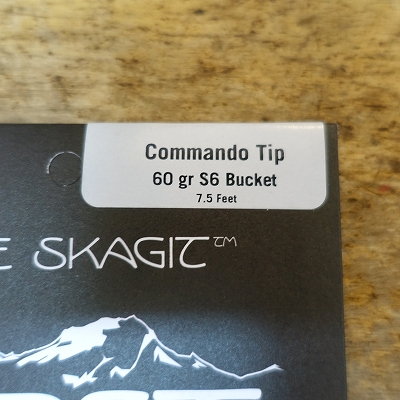 Commando Tip
60 gr S6 Bucket
7.5 Feet
E SKAGIT™